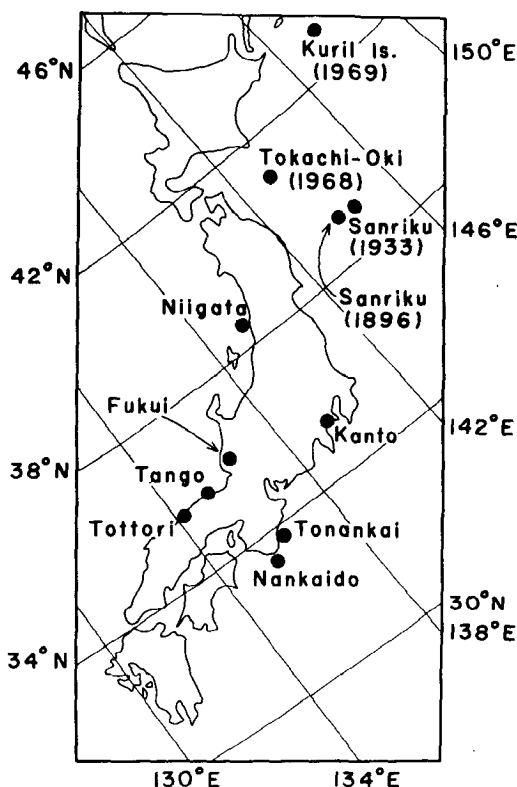 46°N
Kuril Is.
(1969)
150°E
Tokachi-Oki
(1968)
Sanriku
(1933)
146°E
42°N
Niigata
Sanriku
(1896)
Fukui
Kanto
142°E
38°N
Tango
Tottori
Tonankai
Nankaido
30°N
138°E
34°N
130°E
134°E